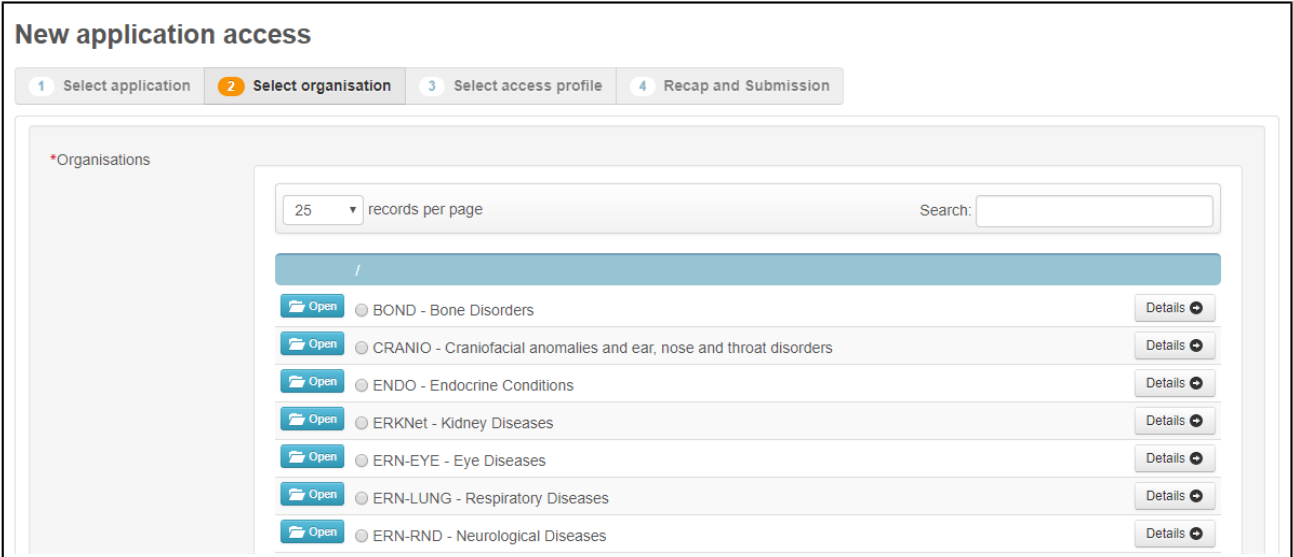 New application access
1 Select application 2 Select organisation 3 Select access profile 4 Recap and Submission
*Organisations
25 records per page Search:
/
Open BOND - Bone Disorders Details
Open CRANIO - Craniofacial anomalies and ear, nose and throat disorders Details
Open ENDO - Endocrine Conditions Details
Open ERKNet - Kidney Diseases Details
Open ERN-EYE - Eye Diseases Details
Open ERN-LUNG - Respiratory Diseases Details
Open ERN-RND - Neurological Diseases Details